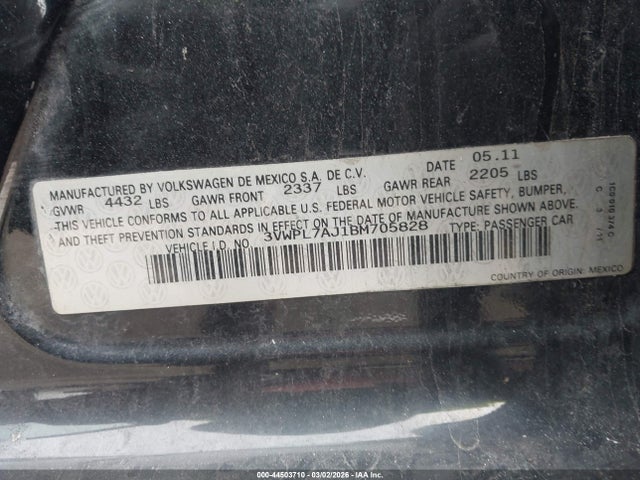 MANUFACTURED BY VOLKSWAGEN DE MEXICO S.A. DE C.V. DATE 05.11
GVWR 4432 LBS GAWR FRONT 2337 LBS GAWR REAR 2205 LBS
THIS VEHICLE CONFORMS TO ALL APPLICABLE U.S. FEDERAL MOTOR VEHICLE SAFETY, BUMPER,
AND THEFT PREVENTION STANDARDS IN EFFECT ON THE DATE OF MANUFACTURE SHOWN ABOVE.
VEHICLE I.D. NO. 3VWPL7AJ1BM705828 TYPE: PASSENGER CAR
COUNTRY OF ORIGIN: MEXICO
1C0 010 374 C
000-44503710 | 03/02/2026 - IAA Inc.